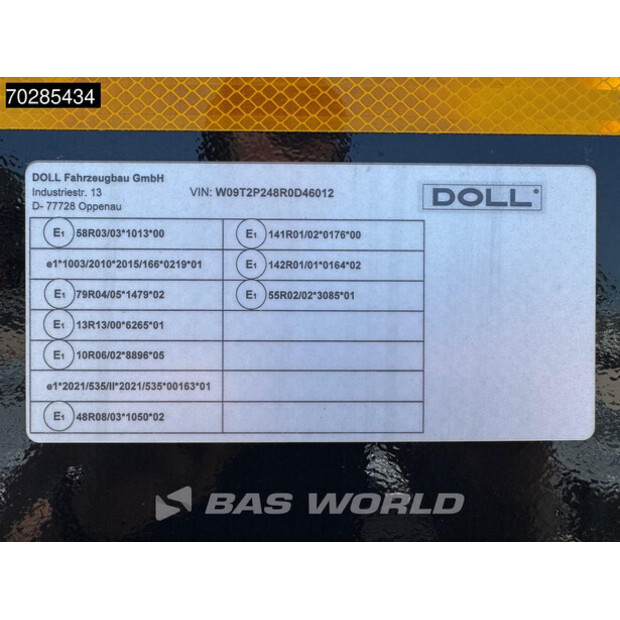 70285434
DOLL Fahrzeugbau GmbH
Industriestr. 13
VIN: W09T2P248R0D46012
D- 77728 Oppenau
DOLL
E1 58R03/03*1013*00
E1 141R01/02*0176*00
e1*1003/2010*2015/166*0219*01
E1 142R01/01*0164*02
E1 79R04/05*1479*02
E1 55R02/02*3085*01
E1 13R13/00*6265*01
E1 10R06/02*8896*05
e1*2021/535/II*2021/535*00163*01
E1 48R08/03*1050*02
BAS WORLD